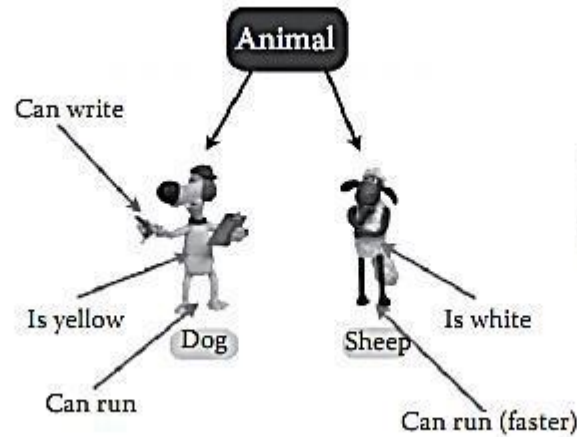 Animal
Can write
Is yellow
Dog
Sheep
Is white
Can run
Can run (faster)